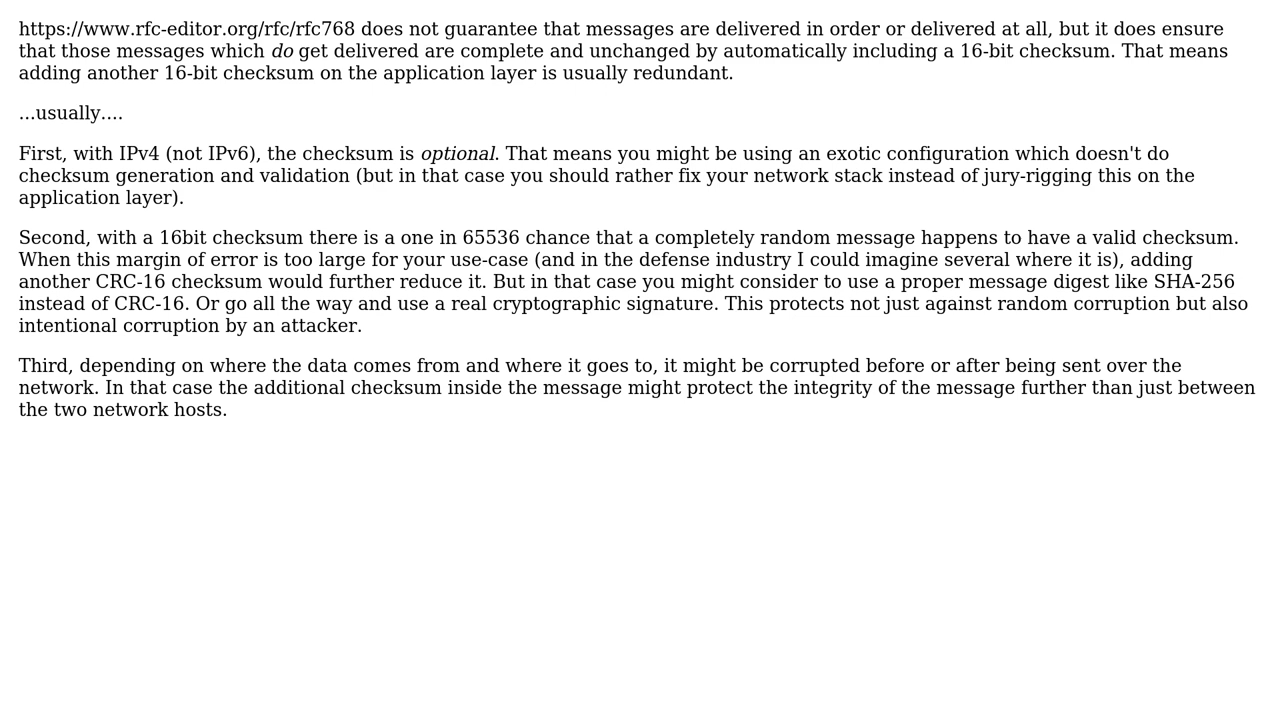 https://www.rfc-editor.org/rfc/rfc768 does not guarantee that messages are delivered in order or delivered at all, but it does ensure
that those messages which do get delivered are complete and unchanged by automatically including a 16-bit checksum. That means
adding another 16-bit checksum on the application layer is usually redundant.
...usually....
First, with IPv4 (not IPv6), the checksum is optional. That means you might be using an exotic configuration which doesn't do
checksum generation and validation (but in that case you should rather fix your network stack instead of jury-rigging this on the
application layer).
Second, with a 16bit checksum there is a one in 65536 chance that a completely random message happens to have a valid checksum.
When this margin of error is too large for your use-case (and in the defense industry I could imagine several where it is), adding
another CRC-16 checksum would further reduce it. But in that case you might consider to use a proper message digest like SHA-256
instead of CRC-16. Or go all the way and use a real cryptographic signature. This protects not just against random corruption but also
intentional corruption by an attacker.
Third, depending on where the data comes from and where it goes to, it might be corrupted before or after being sent over the
network. In that case the additional checksum inside the message might protect the integrity of the message further than just between
the two network hosts.